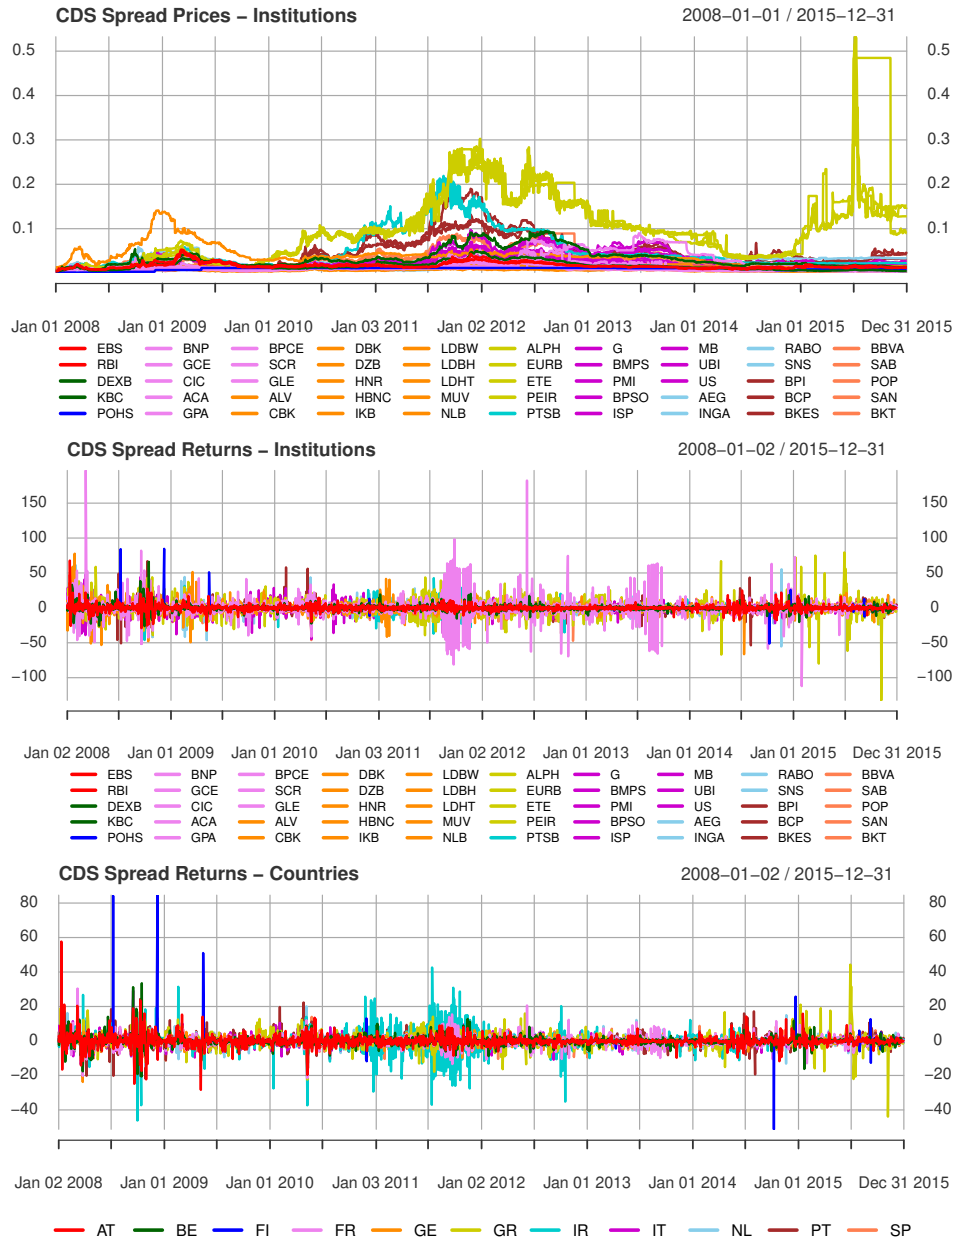 CDS Spread Prices − Institutions 2008−01−01 / 2015−12−31
0.5 0.5
0.4 0.4
0.3 0.3
0.2 0.2
0.1 0.1
Jan 01 2008 Jan 01 2009 Jan 01 2010 Jan 03 2011 Jan 02 2012 Jan 01 2013 Jan 01 2014 Jan 01 2015 Dec 31 2015
EBS BNP BPCE DBK LDBW ALPH G MB RABO BBVA
RBI GCE SCR DZB LDBH EURB BMPS UBI SNS SAB
DEXB CIC GLE HNR LDHT ETE PMI US BPI POP
KBC ACA ALV HBNC MUV PEIR BPSO AEG BCP SAN
POHS GPA CBK IKB NLB PTSB ISP INGA BKES BKT
CDS Spread Returns − Institutions 2008−01−02 / 2015−12−31
150 150
100 100
50 50
0 0
−50 −50
−100 −100
Jan 02 2008 Jan 01 2009 Jan 01 2010 Jan 03 2011 Jan 02 2012 Jan 01 2013 Jan 01 2014 Jan 01 2015 Dec 31 2015
EBS BNP BPCE DBK LDBW ALPH G MB RABO BBVA
RBI GCE SCR DZB LDBH EURB BMPS UBI SNS SAB
DEXB CIC GLE HNR LDHT ETE PMI US BPI POP
KBC ACA ALV HBNC MUV PEIR BPSO AEG BCP SAN
POHS GPA CBK IKB NLB PTSB ISP INGA BKES BKT
CDS Spread Returns − Countries 2008−01−02 / 2015−12−31
80 80
60 60
40 40
20 20
0 0
−20 −20
−40 −40
Jan 02 2008 Jan 01 2009 Jan 01 2010 Jan 03 2011 Jan 02 2012 Jan 01 2013 Jan 01 2014 Jan 01 2015 Dec 31 2015
AT BE FI FR GE GR IR IT NL PT SP